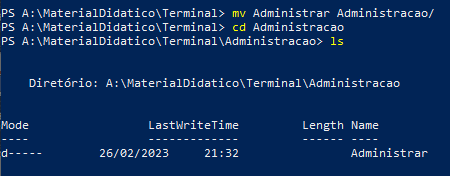 PS A:\MaterialDidatico\Terminal> mv Administrar Administracao/
PS A:\MaterialDidatico\Terminal> cd Administracao
PS A:\MaterialDidatico\Terminal\Administracao> ls
Diretório: A:\MaterialDidatico\Terminal\Administracao
Mode LastWriteTime Length Name
---- ------------- ------ ----
d----- 26/02/2023 21:32 Administrar